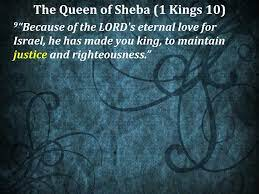 The Queen of Sheba (1 Kings 10)
9“Because of the LORD's eternal love for
Israel, he has made you king, to maintain
justice and righteousness.”